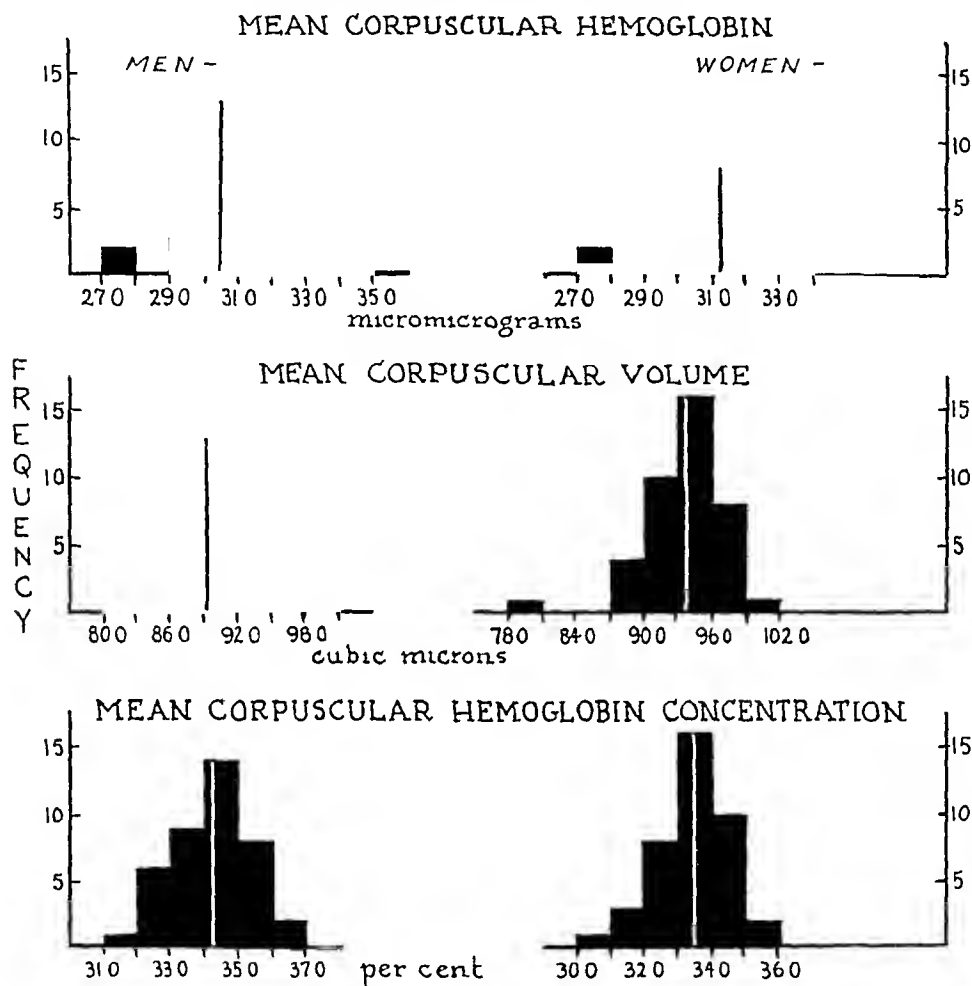 MEAN CORPUSCULAR HEMOGLOBIN
MEN - WOMEN -
15 15
10 10
5 5
270 290 310 330 350 270 290 310 330
micromicrograms
FREQUENCY
MEAN CORPUSCULAR VOLUME
15 15
10 10
5 5
800 860 920 980 780 840 900 960 1020
cubic microns
MEAN CORPUSCULAR HEMOGLOBIN CONCENTRATION
15 15
10 10
5 5
310 330 350 370 per cent 300 320 340 360